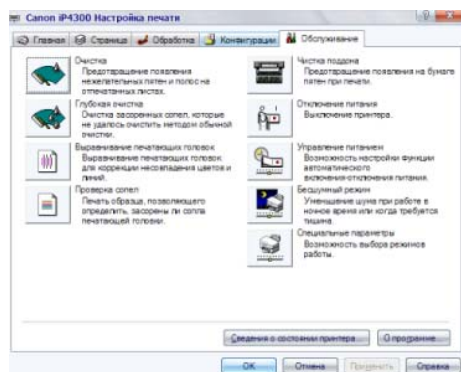 Canon iP4300 Настройка печати
Главная Страница Обработка Конфигурации Обслуживание
Очистка
Предотвращение появления
нежелательных пятен и полос на
отпечатанных листах.
Глубокая очистка
Очистка засоренных сопел, которые
не удалось очистить методом обычной
очистки.
Выравнивание печатающих головок
Выравнивание печатающих головок
для коррекции несовпадения цветов и
линий.
Проверка сопел
Печать образца, позволяющего
определить, засорены ли сопла
печатающей головки.
Чистка поддона
Предотвращение появления на бумаге
пятен при печати.
Отключение питания
Выключение принтера.
Управление питанием
Возможность настройки функции
автоматического
включения-отключения питания.
Бесшумный режим
Уменьшение шума при работе в
ночное время или когда требуется
тишина.
Специальные параметры
Возможность выбора режимов
работы.
Сведения о состоянии принтера... О программе...
OK Отмена Применить Справка